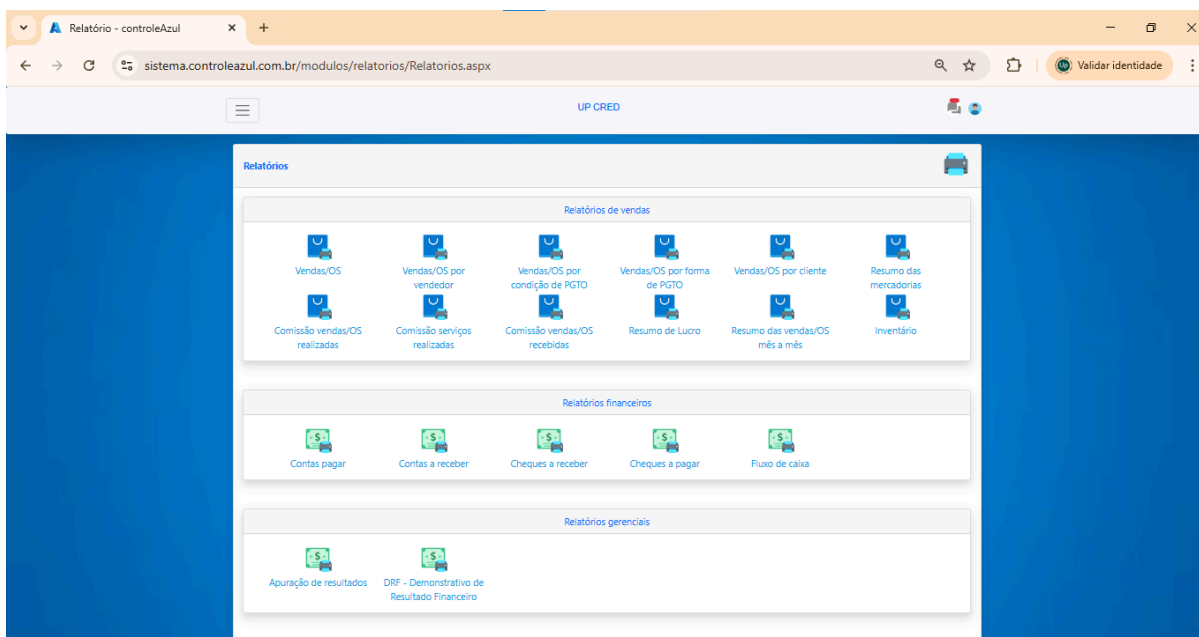 Relatório - controleAzul
sistema.controleazul.com.br/modulos/relatorios/Relatorios.aspx
Up
Validar identidade
UP CRED
Relatórios
Relatórios de vendas
Vendas/OS
Vendas/OS por
vendedor
Vendas/OS por
condição de PGTO
Vendas/OS por forma
de PGTO
Vendas/OS por cliente
Resumo das
mercadorias
Comissão vendas/OS
realizadas
Comissão serviços
realizadas
Comissão vendas/OS
recebidas
Resumo de Lucro
Resumo das vendas/OS
mês a mês
Inventário
Relatórios financeiros
Contas pagar
Contas a receber
Cheques a receber
Cheques a pagar
Fluxo de caixa
Relatórios gerenciais
Apuração de resultados
DRF - Demonstrativo de
Resultado Financeiro